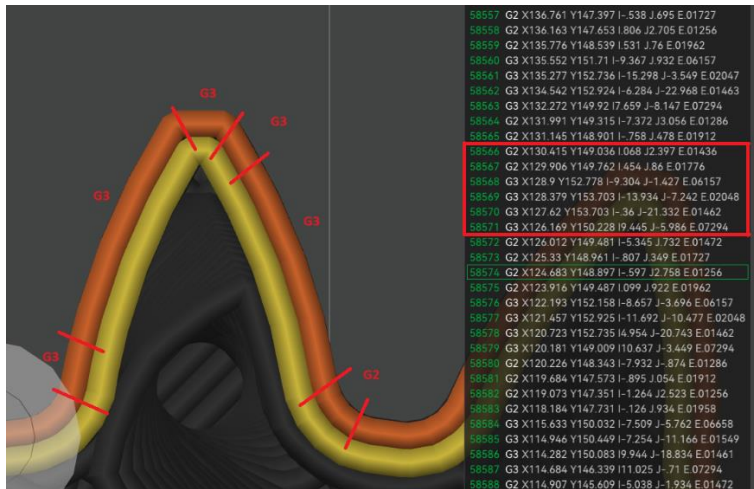 G3
G3
G3
G3
G3
G2
58557 G2 X136.761 Y147.397 I-.538 J.695 E.01727
58558 G2 X136.163 Y147.653 I.806 J2.705 E.01256
58559 G2 X135.776 Y148.539 I.531 J.76 E.01962
58560 G3 X135.552 Y151.71 I-9.367 J.932 E.06157
58561 G3 X135.277 Y152.736 I-15.298 J-3.549 E.02047
58562 G3 X134.542 Y152.924 I-6.284 J-22.968 E.01463
58563 G3 X132.272 Y149.92 I7.659 J-8.147 E.07294
58564 G2 X131.991 Y149.315 I-7.372 J3.056 E.01286
58565 G2 X131.145 Y148.901 I-.758 J.478 E.01912
58566 G2 X130.415 Y149.036 I.068 J2.397 E.01436
58567 G2 X129.906 Y149.762 I.454 J.86 E.01776
58568 G3 X128.9 Y152.778 I-9.304 J-1.427 E.06157
58569 G3 X128.379 Y153.703 I-13.934 J-7.242 E.02048
58570 G3 X127.62 Y153.703 I-.36 J-21.332 E.01462
58571 G3 X126.169 Y150.228 I9.445 J-5.986 E.07294
58572 G2 X126.012 Y149.481 I-5.345 J.732 E.01472
58573 G2 X125.33 Y148.961 I-.807 J.349 E.01727
58574 G2 X124.683 Y148.897 I-.597 J2.758 E.01256
58575 G2 X123.916 Y149.487 I.099 J.922 E.01962
58576 G3 X122.193 Y152.158 I-8.657 J-3.696 E.06157
58577 G3 X121.457 Y152.925 I-11.692 J-10.477 E.02048
58578 G3 X120.723 Y152.735 I4.954 J-20.743 E.01462
58579 G3 X120.181 Y149.009 I10.637 J-3.449 E.07294
58580 G2 X120.226 Y148.343 I-7.932 J-.874 E.01286
58581 G2 X119.684 Y147.573 I-.895 J.054 E.01912
58582 G2 X119.073 Y147.351 I-1.264 J2.523 E.01256
58583 G2 X118.184 Y147.731 I-.126 J.934 E.01958
58584 G3 X115.633 Y150.032 I-7.509 J-5.762 E.06658
58585 G3 X114.946 Y150.449 I-7.254 J-11.166 E.01549
58586 G3 X114.282 Y150.083 I9.944 J-18.834 E.01461
58587 G3 X114.684 Y146.339 I11.025 J-.71 E.07294
58588 G2 X114.907 Y145.609 I-5.038 J-1.934 E.01472